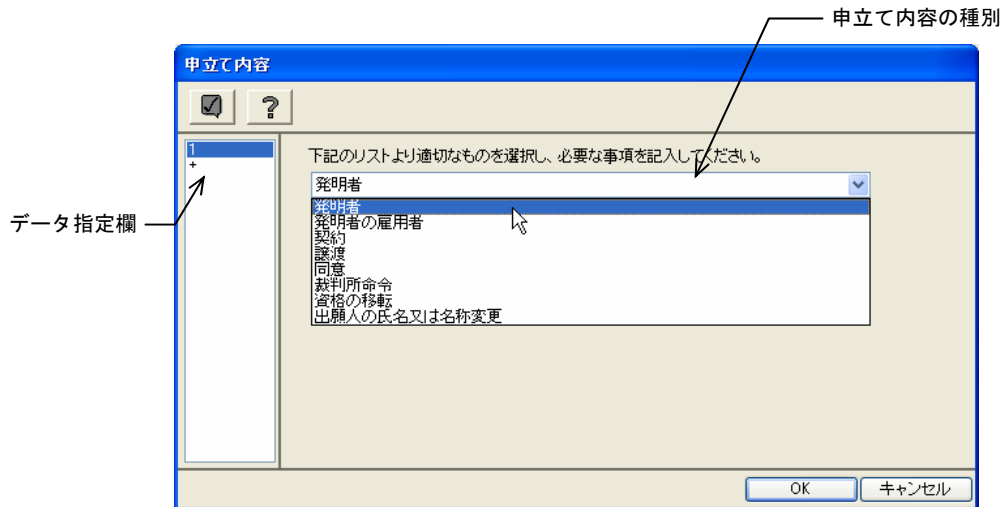 申立て内容の種別
申立て内容
?
1
+
下記のリストより適切なものを選択し、必要な事項を記入してください。
発明者
発明者
発明者の雇用者
契約
譲渡
同意
裁判所命令
資格の移転
出願人の氏名又は名称変更
データ指定欄
OK
キャンセル